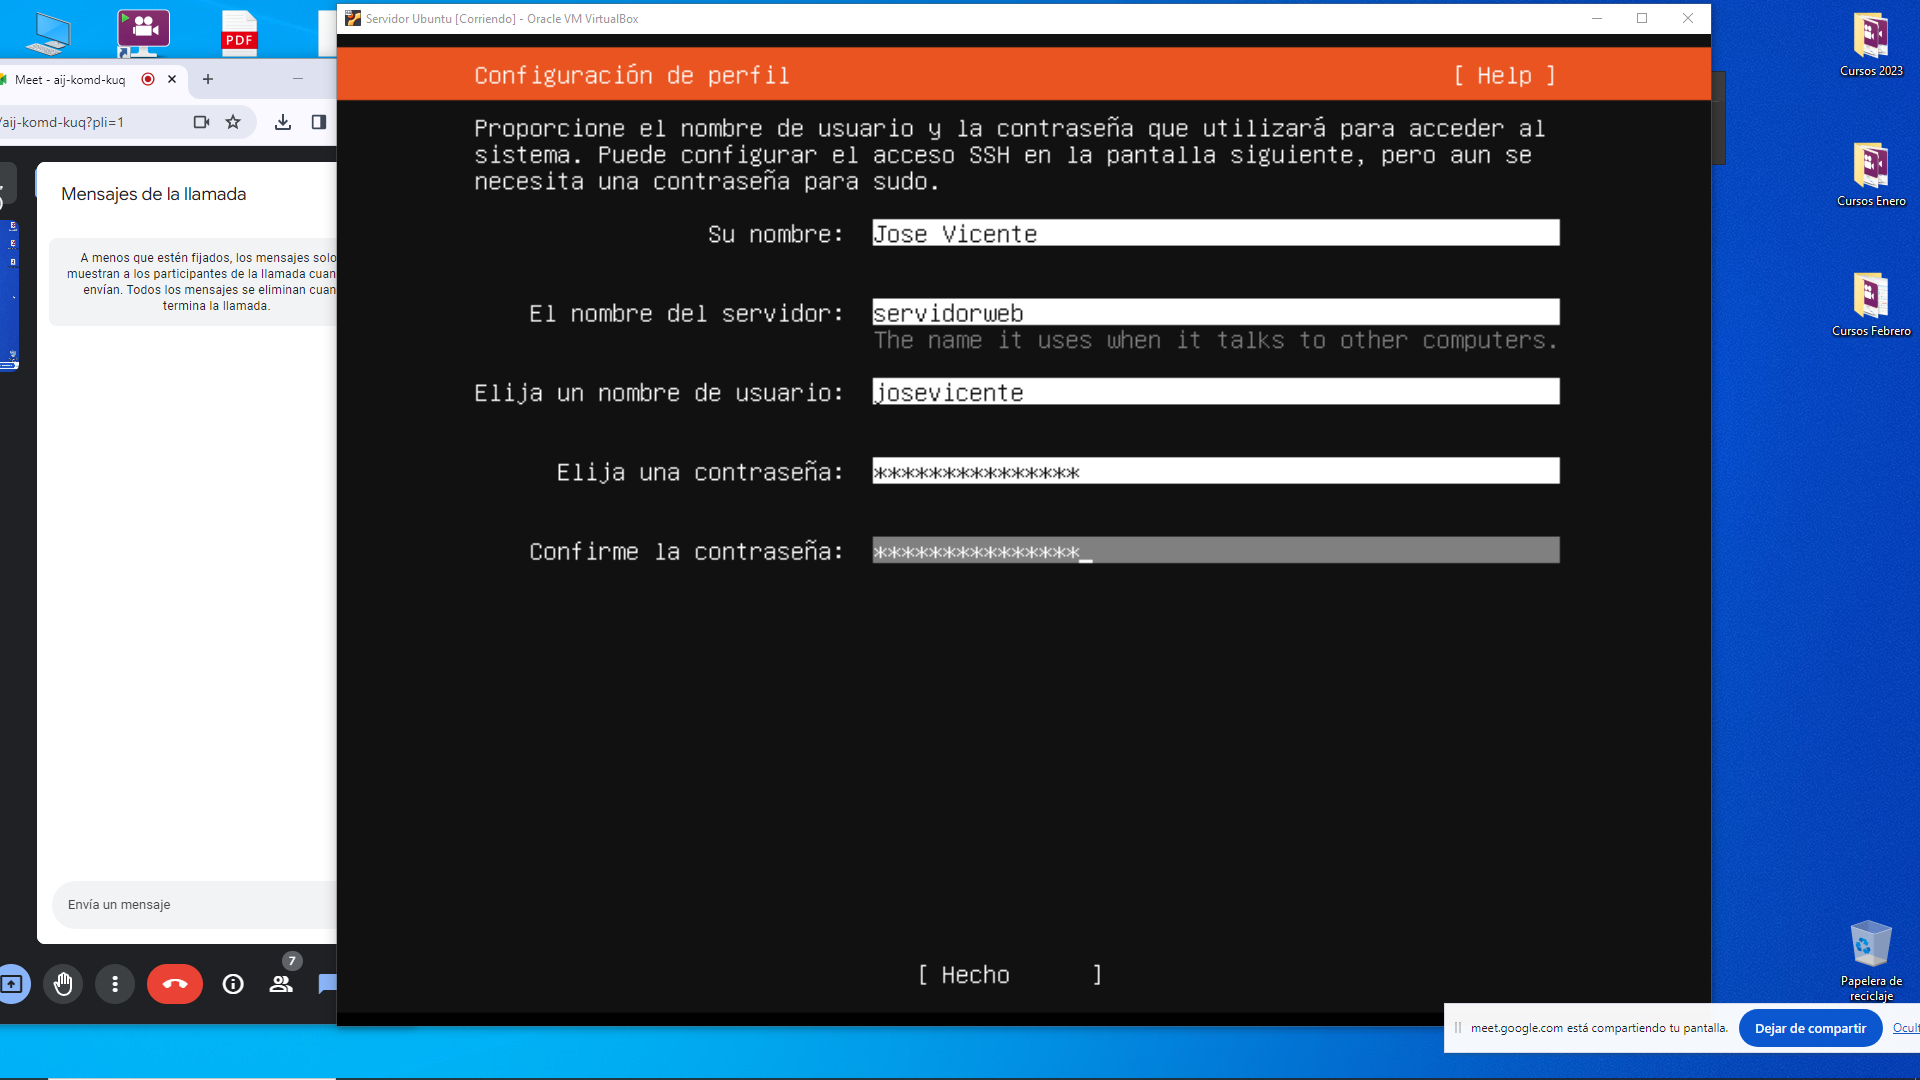 Servidor Ubuntu [Corriendo] - Oracle VM VirtualBox
PDF
Meet - aij-komd-kuq
/aij-komd-kuq?pli=1
Mensajes de la llamada
A menos que estén fijados, los mensajes solo
muestran a los participantes de la llamada cuan
envían. Todos los mensajes se eliminan cuan
termina la llamada.
Envía un mensaje
7
Configuración de perfil
[ Help ]
Proporcione el nombre de usuario y la contraseña que utilizará para acceder al
sistema. Puede configurar el acceso SSH en la pantalla siguiente, pero aun se
necesita una contraseña para sudo.
Su nombre: Jose Vicente
El nombre del servidor: servidorweb
The name it uses when it talks to other computers.
Elija un nombre de usuario: josevicente
Elija una contraseña: ***************
Confirme la contraseña: ***************_
[ Hecho ]
Cursos 2023
Cursos Enero
Cursos Febrero
Papelera de
reciclaje
meet.google.com está compartiendo tu pantalla.
Dejar de compartir
Ocult